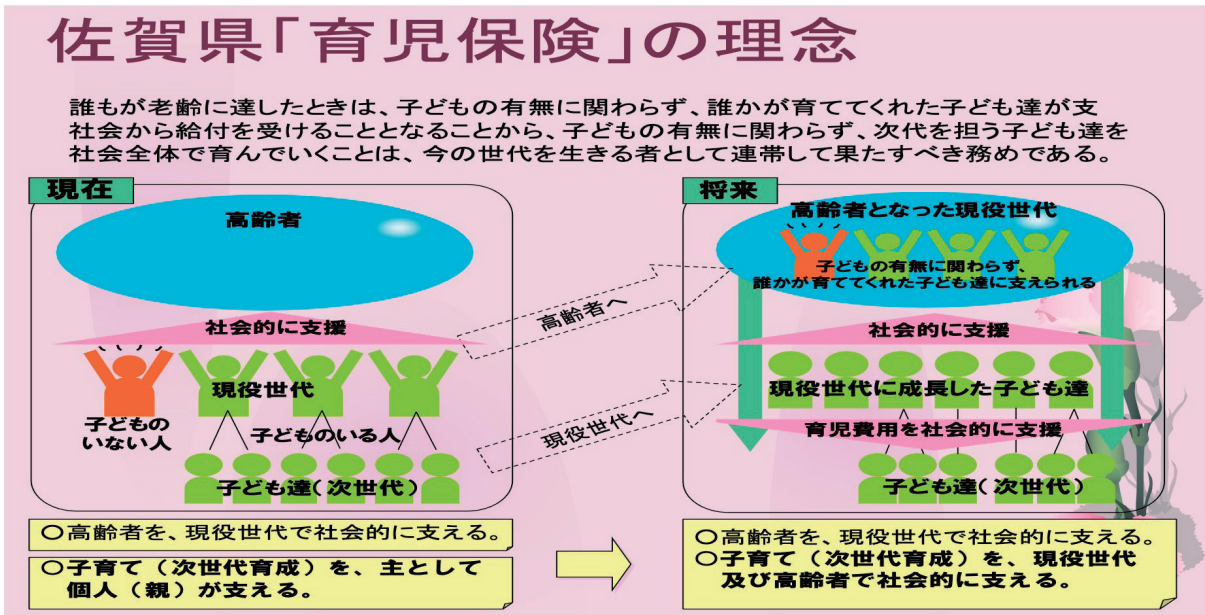 佐賀県「育児保険」の理念
誰もが老齢に達したときは、子どもの有無に関わらず、誰かが育ててくれた子ども達が支
社会から給付を受けることとなることから、子どもの有無に関わらず、次代を担う子ども達を
社会全体で育んでいくことは、今の世代を生きる者として連帯して果たすべき務めである。
現在
高齢者
社会的に支援
現役世代
子どもの
いない人
子どものいる人
子ども達(次世代)
高齢者へ
現役世代へ
将来
高齢者となった現役世代
子どもの有無に関わらず、
誰かが育ててくれた子ども達に支えられる
社会的に支援
現役世代に成長した子ども達
育児費用を社会的に支援
子ども達(次世代)
○高齢者を、現役世代で社会的に支える。
○子育て(次世代育成)を、主として
個人(親)が支える。
○高齢者を、現役世代で社会的に支える。
○子育て(次世代育成)を、現役世代
及び高齢者で社会的に支える。